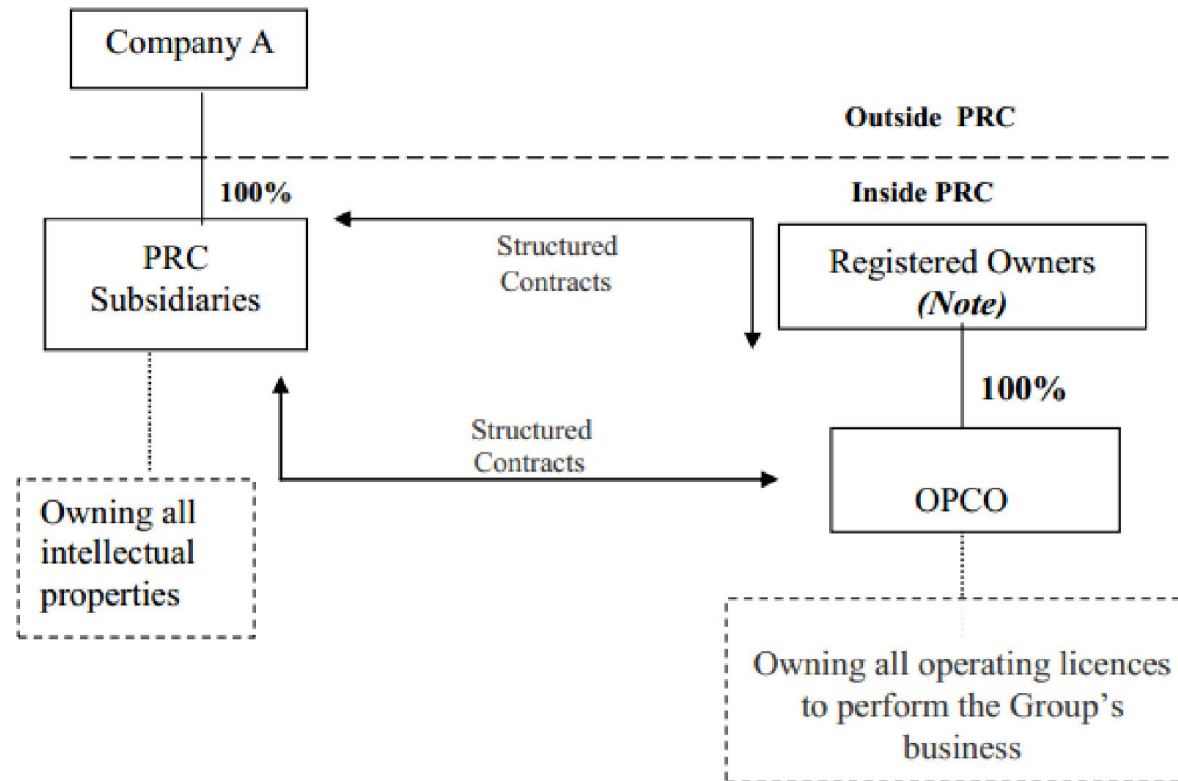 Company A
Outside PRC
100%
Inside PRC
PRC
Subsidiaries
Structured
Contracts
Registered Owners
(Note)
100%
Structured
Contracts
OPCO
Owning all
intellectual
properties
Owning all operating licences
to perform the Group's
business